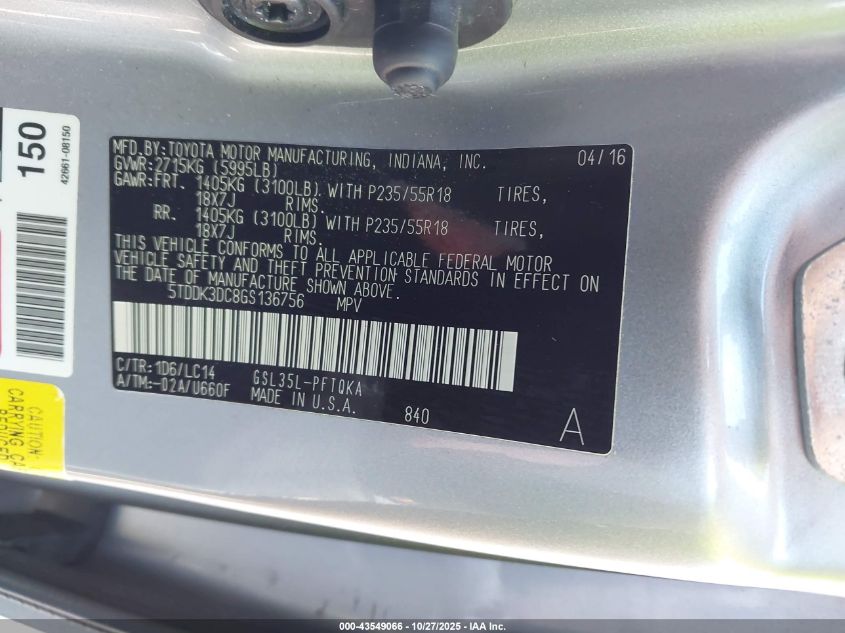 150
42661-08150
MFD.BY:TOYOTA MOTOR MANUFACTURING, INDIANA, INC. 04/16
GVWR:2715KG (5995LB)
GAWR:FRT. 1405KG (3100LB) WITH P235/55R18 TIRES,
18X7J RIMS.
RR. 1405KG (3100LB) WITH P235/55R18 TIRES,
18X7J RIMS.
THIS VEHICLE CONFORMS TO ALL APPLICABLE FEDERAL MOTOR
VEHICLE SAFETY AND THEFT PREVENTION STANDARDS IN EFFECT ON
THE DATE OF MANUFACTURE SHOWN ABOVE.
5TDDK3DC8GS136756 MPV
C/TR:1D6/LC14 GSL35L-PFTQKA
A/TM:-02A/U660F MADE IN U.S.A. 840 A
CAUTION
CARRYING CA
REDUCE
000-43549066 - 10/27/2025 - IAA Inc.